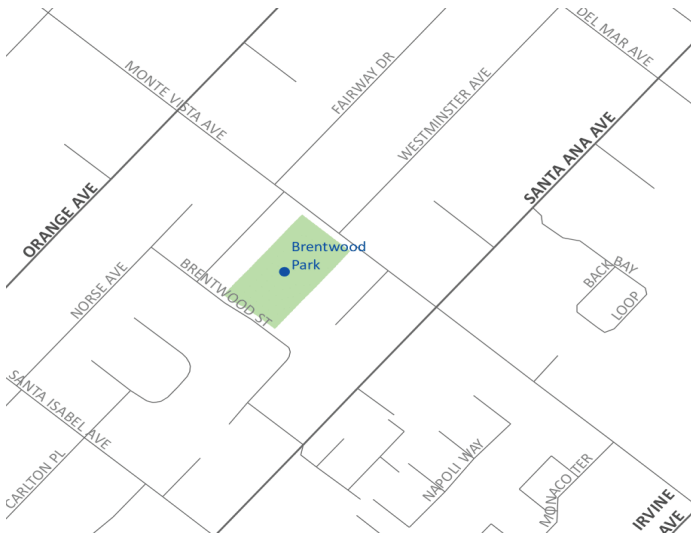 DEL MAR AVE
MONTE VISTA AVE
FAIRWAY DR
WESTMINSTER AVE
SANTA ANA AVE
ORANGE AVE
Brentwood
Park
NORSE AVE
BRENTWOOD ST
BACK BAY
LOOP
SANTA ISABEL AVE
CARLTON PL
NAPOLI WAY
MONACO TER
IRVINE
AVE